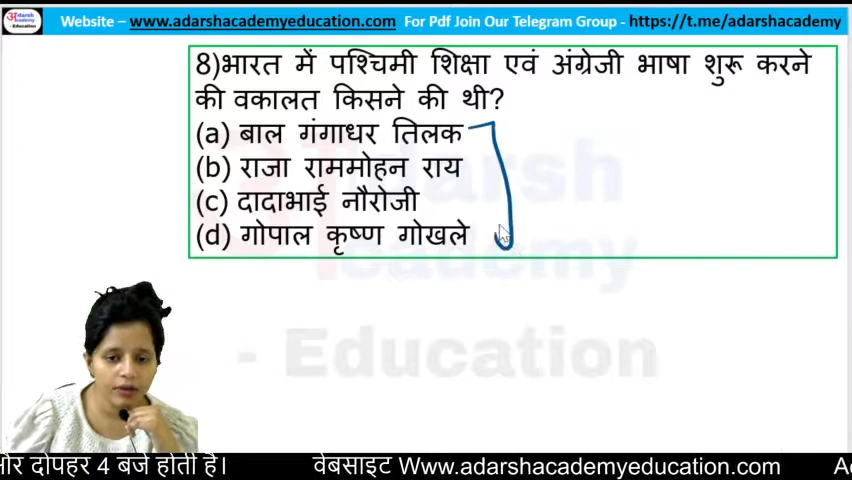 Website – www.adarshacademyeducation.com For Pdf Join Our Telegram Group - https://t.me/adarshacademy
8)भारत में पश्चिमी शिक्षा एवं अंग्रेजी भाषा शुरू करने
की वकालत किसने की थी?
(a) बाल गंगाधर तिलक
(b) राजा राममोहन राय
(c) दादाभाई नौरोजी
(d) गोपाल कृष्ण गोखले
- Education
और दोपहर 4 बजे होती है। वेबसाइट Www.adarshacademyeducation.com